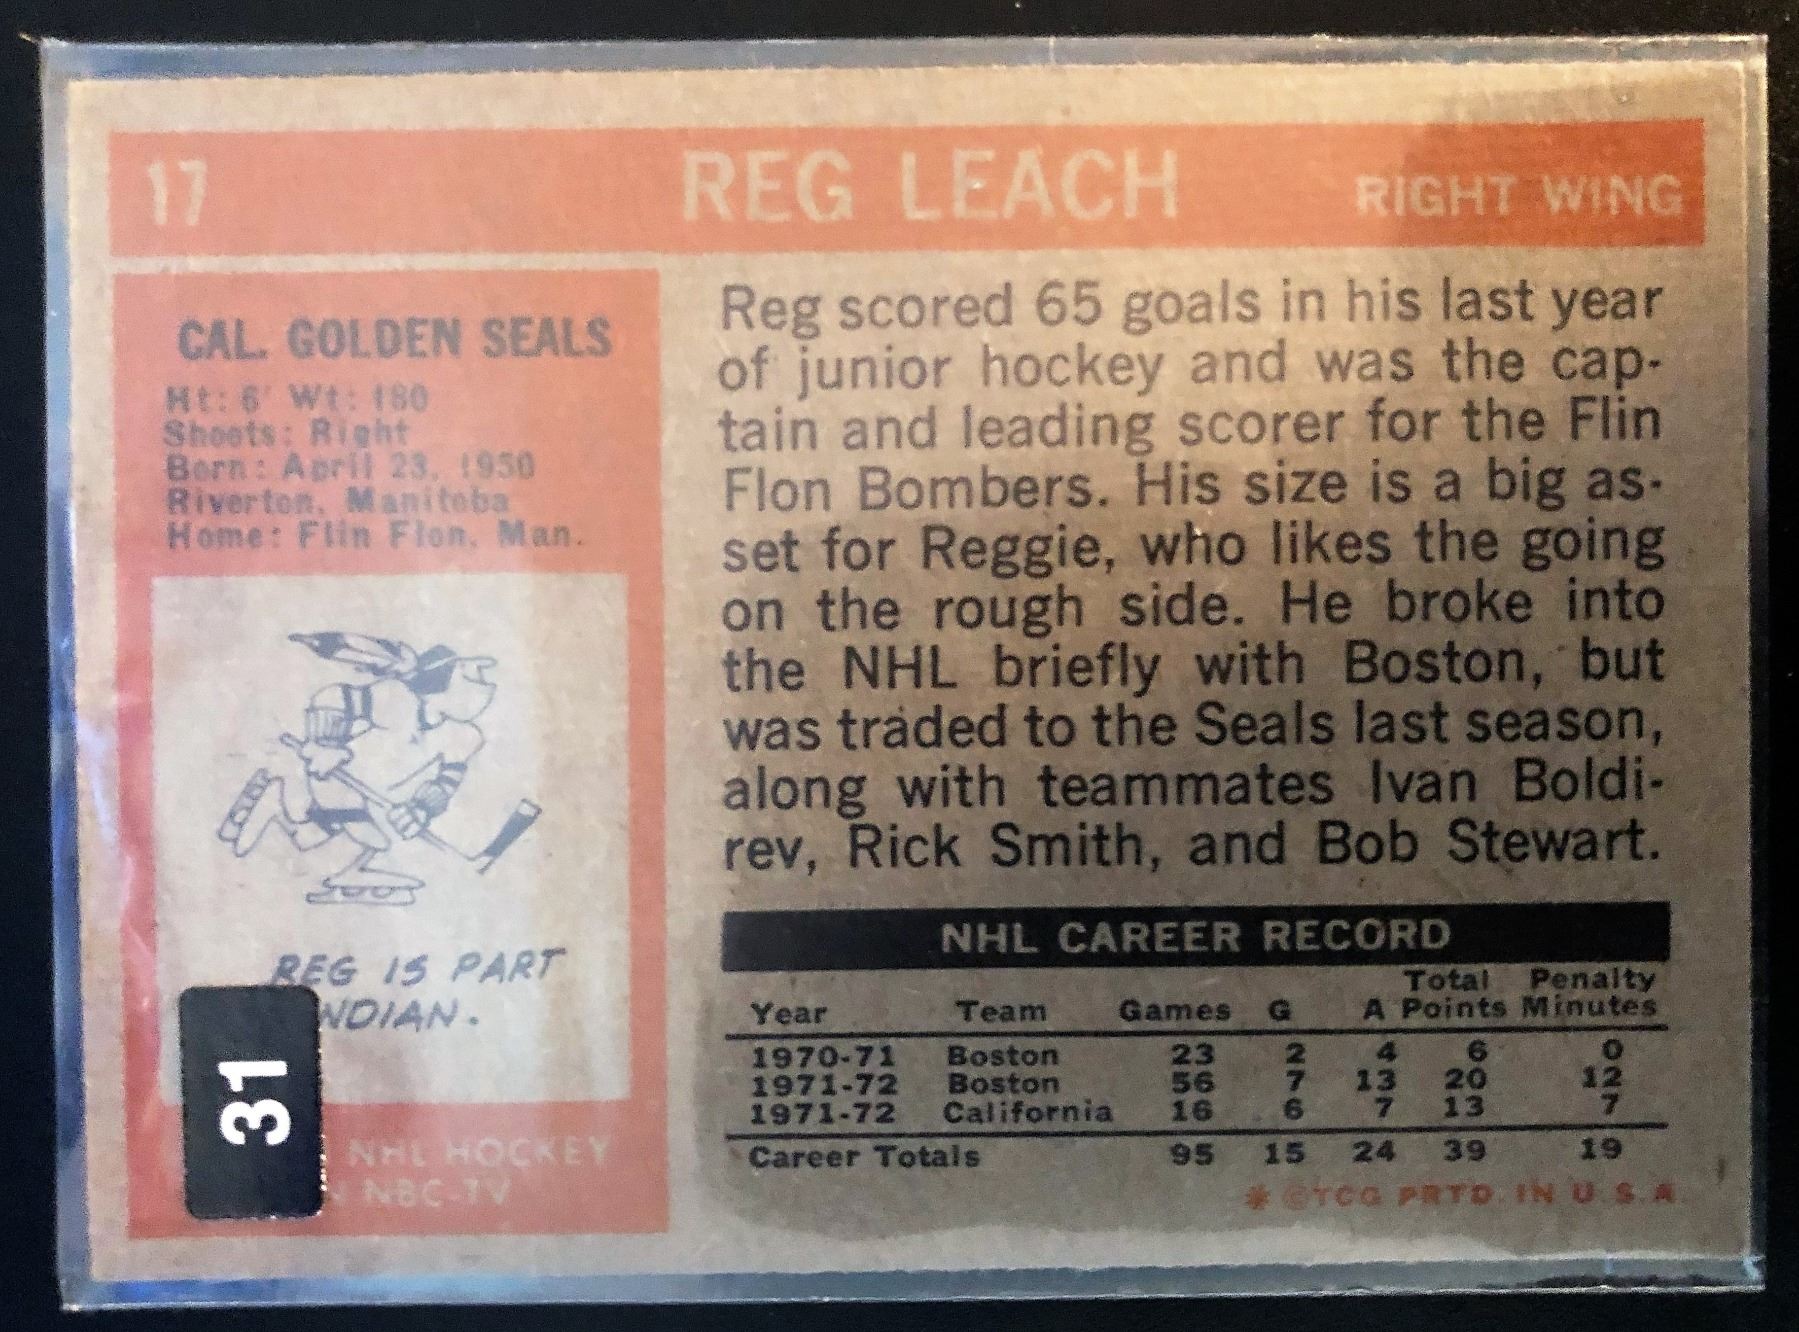 17 REG LEACH RIGHT WING
CAL. GOLDEN SEALS
Ht: 6' Wt: 180
Shoots: Right
Born: April 23, 1950
Riverton, Manitoba
Home: Flin Flon, Man.
REG IS PART
INDIAN.
31
NHL HOCKEY
NBC-TV
Reg scored 65 goals in his last year
of junior hockey and was the cap-
tain and leading scorer for the Flin
Flon Bombers. His size is a big as-
set for Reggie, who likes the going
on the rough side. He broke into
the NHL briefly with Boston, but
was traded to the Seals last season,
along with teammates Ivan Boldi-
rev, Rick Smith, and Bob Stewart.
NHL CAREER RECORD
Total Penalty
Year Team Games G A Points Minutes
1970-71 Boston 23 2 4 6 0
1971-72 Boston 56 7 13 20 12
1971-72 California 16 6 7 13 7
Career Totals 95 15 24 39 19
* ©TCG PRTD. IN U.S.A.